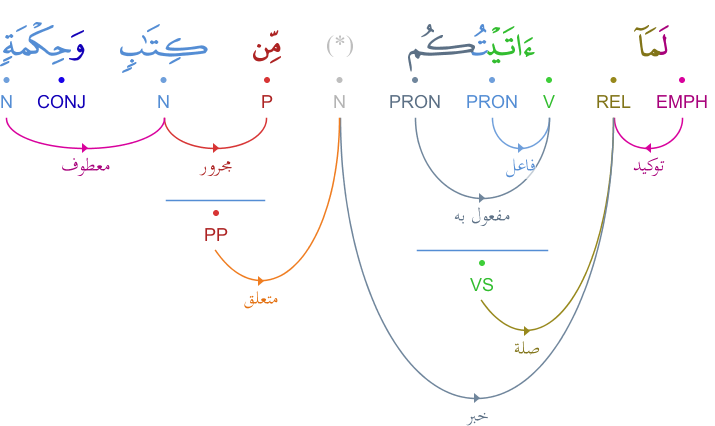 لَمَآ ءَاتَيْتُكُم (*) مِّن كِتَٰبٍ وَحِكْمَةٍ
EMPH REL V PRON PRON N P N CONJ N
توكيد فاعل مجرور معطوف
مفعول به
PP
VS
متعلق
صلة
خبر